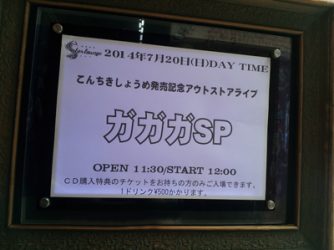 2014年7月20日(日)DAY TIME
こんちきしょうめ発売記念アウトストアライブ
ガガガSP
OPEN 11:30/START 12:00
CD購入特典のチケットをお持ちの方のみご入場できます。
1ドリンク¥500かかります。